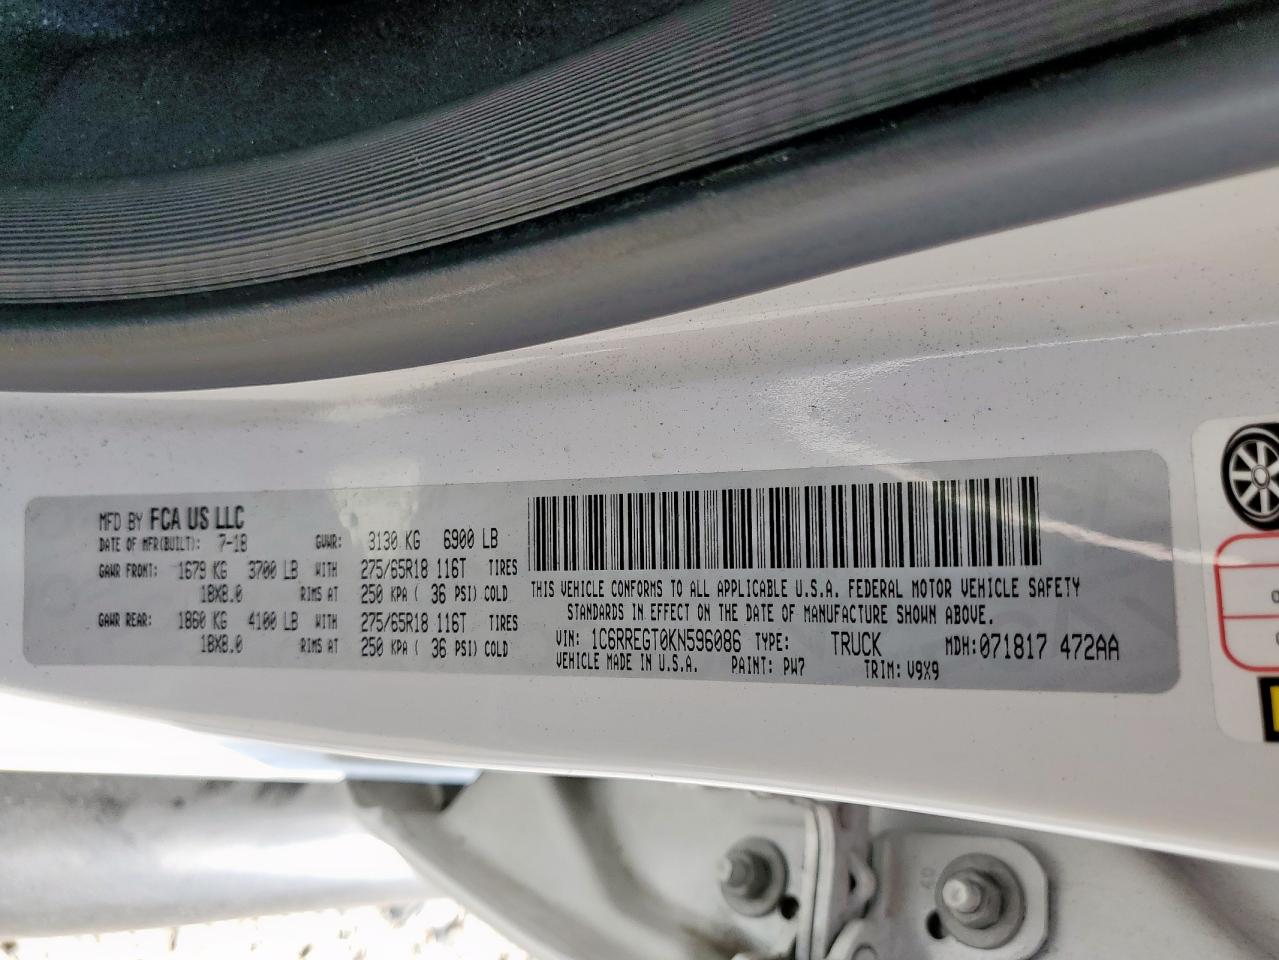 MFD BY FCA US LLC
DATE OF MFR(BUILT): 7-18 GVWR: 3130 KG 6900 LB
GAWR FRONT: 1679 KG 3700 LB WITH 275/65R18 116T TIRES
18X8.0 RIMS AT 250 KPA ( 36 PSI) COLD
GAWR REAR: 1860 KG 4100 LB WITH 275/65R18 116T TIRES
18X8.0 RIMS AT 250 KPA ( 36 PSI) COLD
THIS VEHICLE CONFORMS TO ALL APPLICABLE U.S.A. FEDERAL MOTOR VEHICLE SAFETY
STANDARDS IN EFFECT ON THE DATE OF MANUFACTURE SHOWN ABOVE.
VIN: 1C6RREGT0KN596086 TYPE: TRUCK MDH:071817 472AA
VEHICLE MADE IN U.S.A. PAINT: PW7 TRIM: V9X9